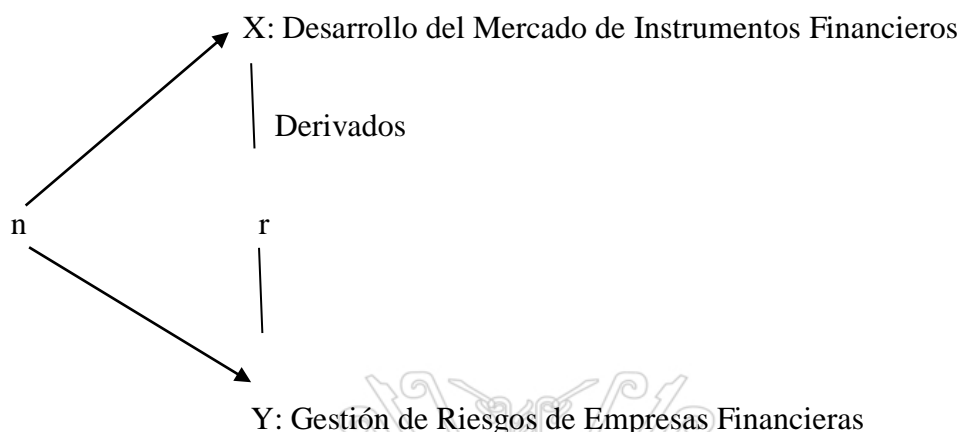 X: Desarrollo del Mercado de Instrumentos Financieros
Derivados
n r
Y: Gestión de Riesgos de Empresas Financieras